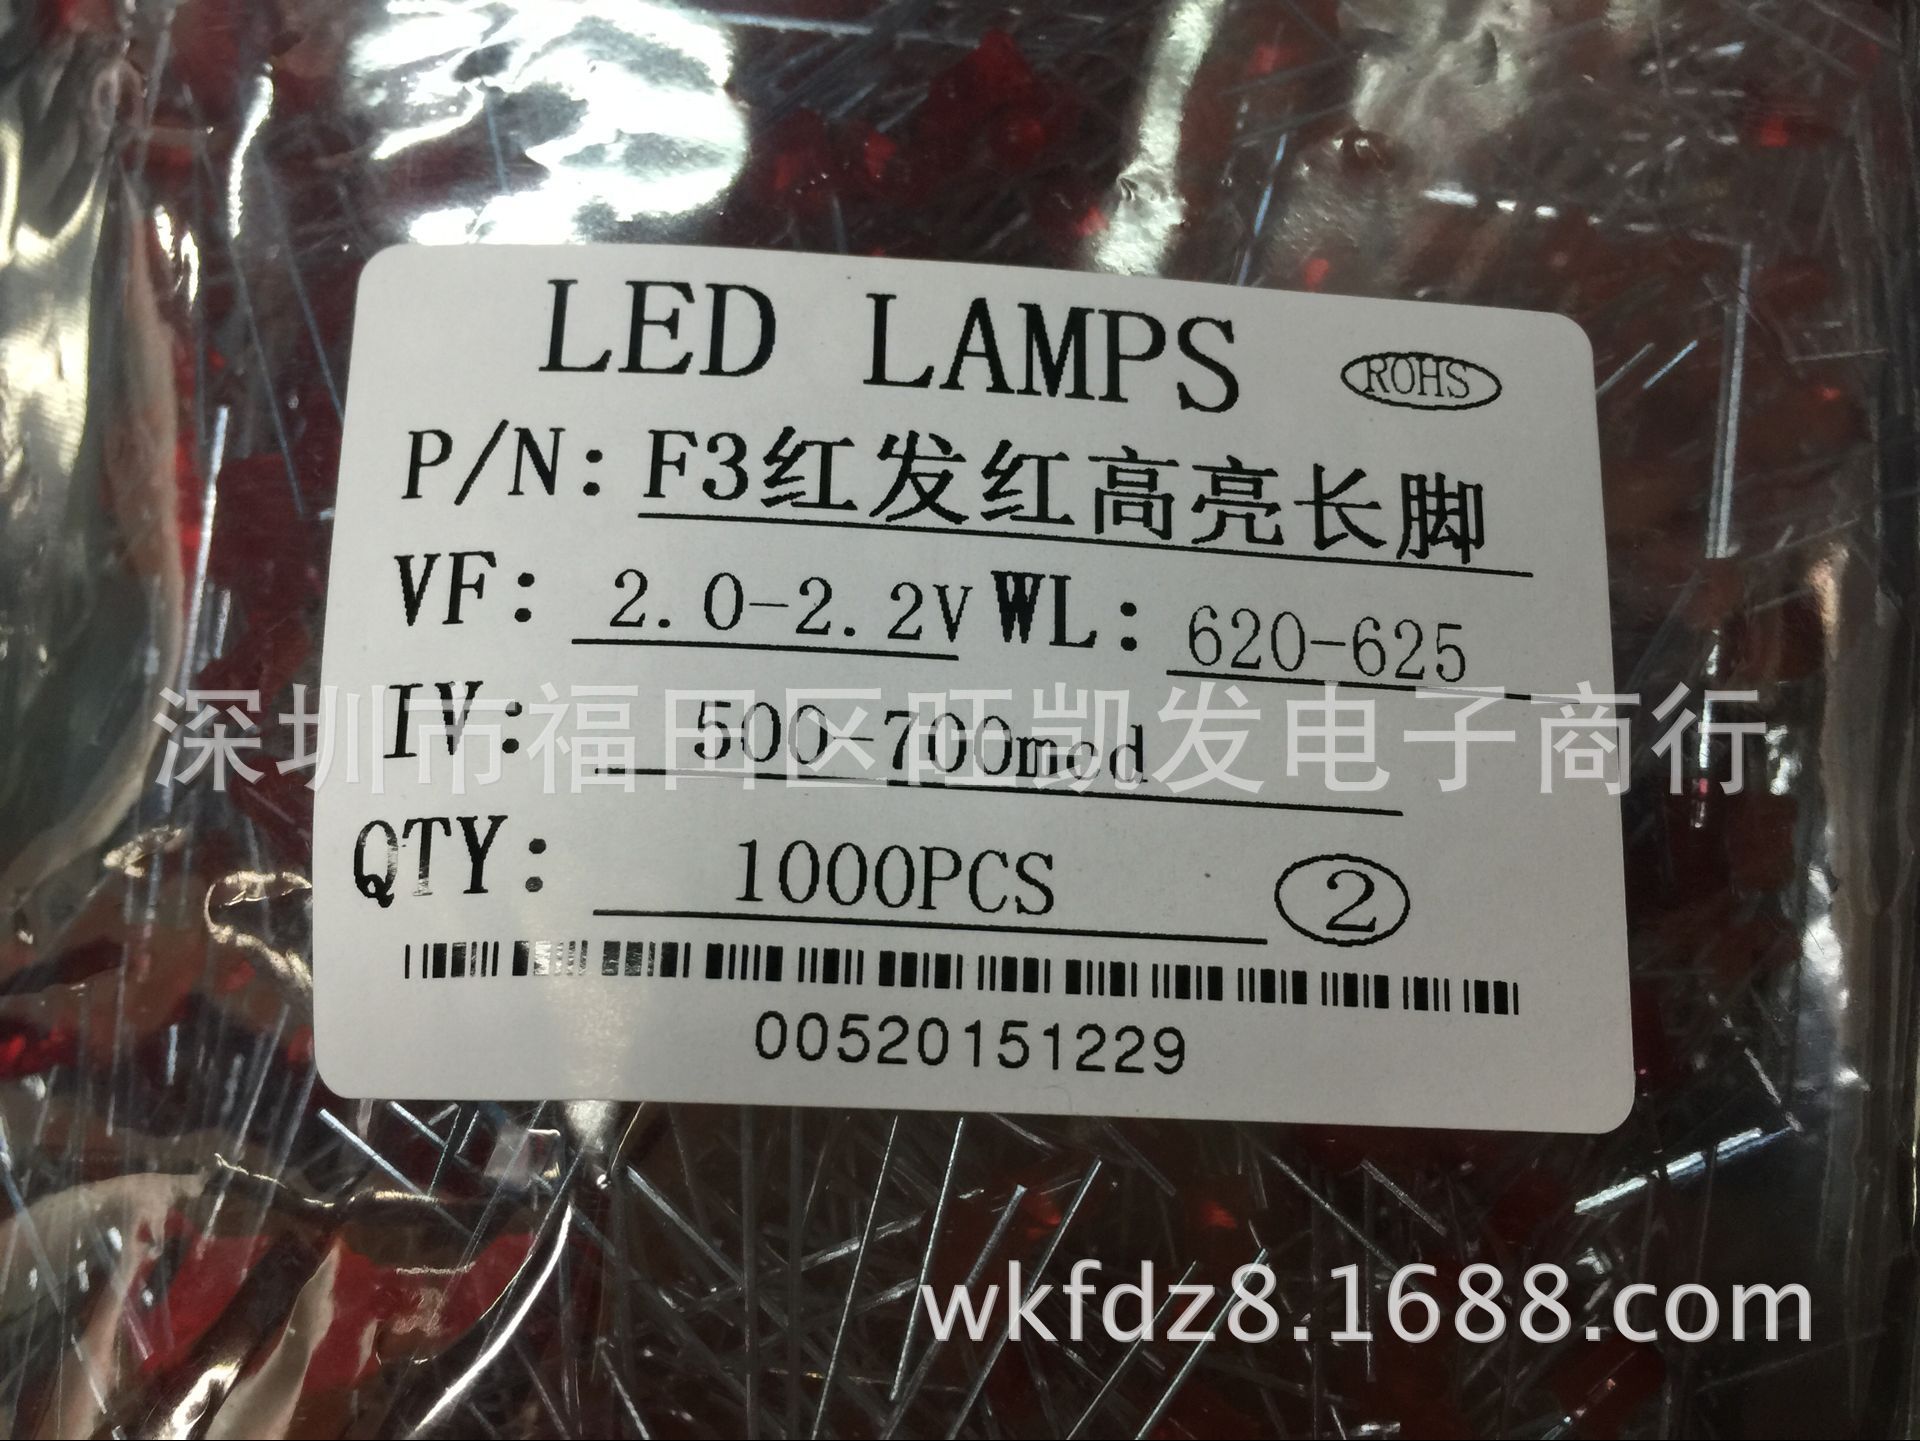 LED LAMPS
ROHS
P/N: F3红发红高亮长脚
VF: 2.0-2.2V WL: 620-625
IV: 500-700mcd
深圳市福田区旺凯发电子商行
QTY: 1000PCS ②
00520151229
wkfdz8.1688.com